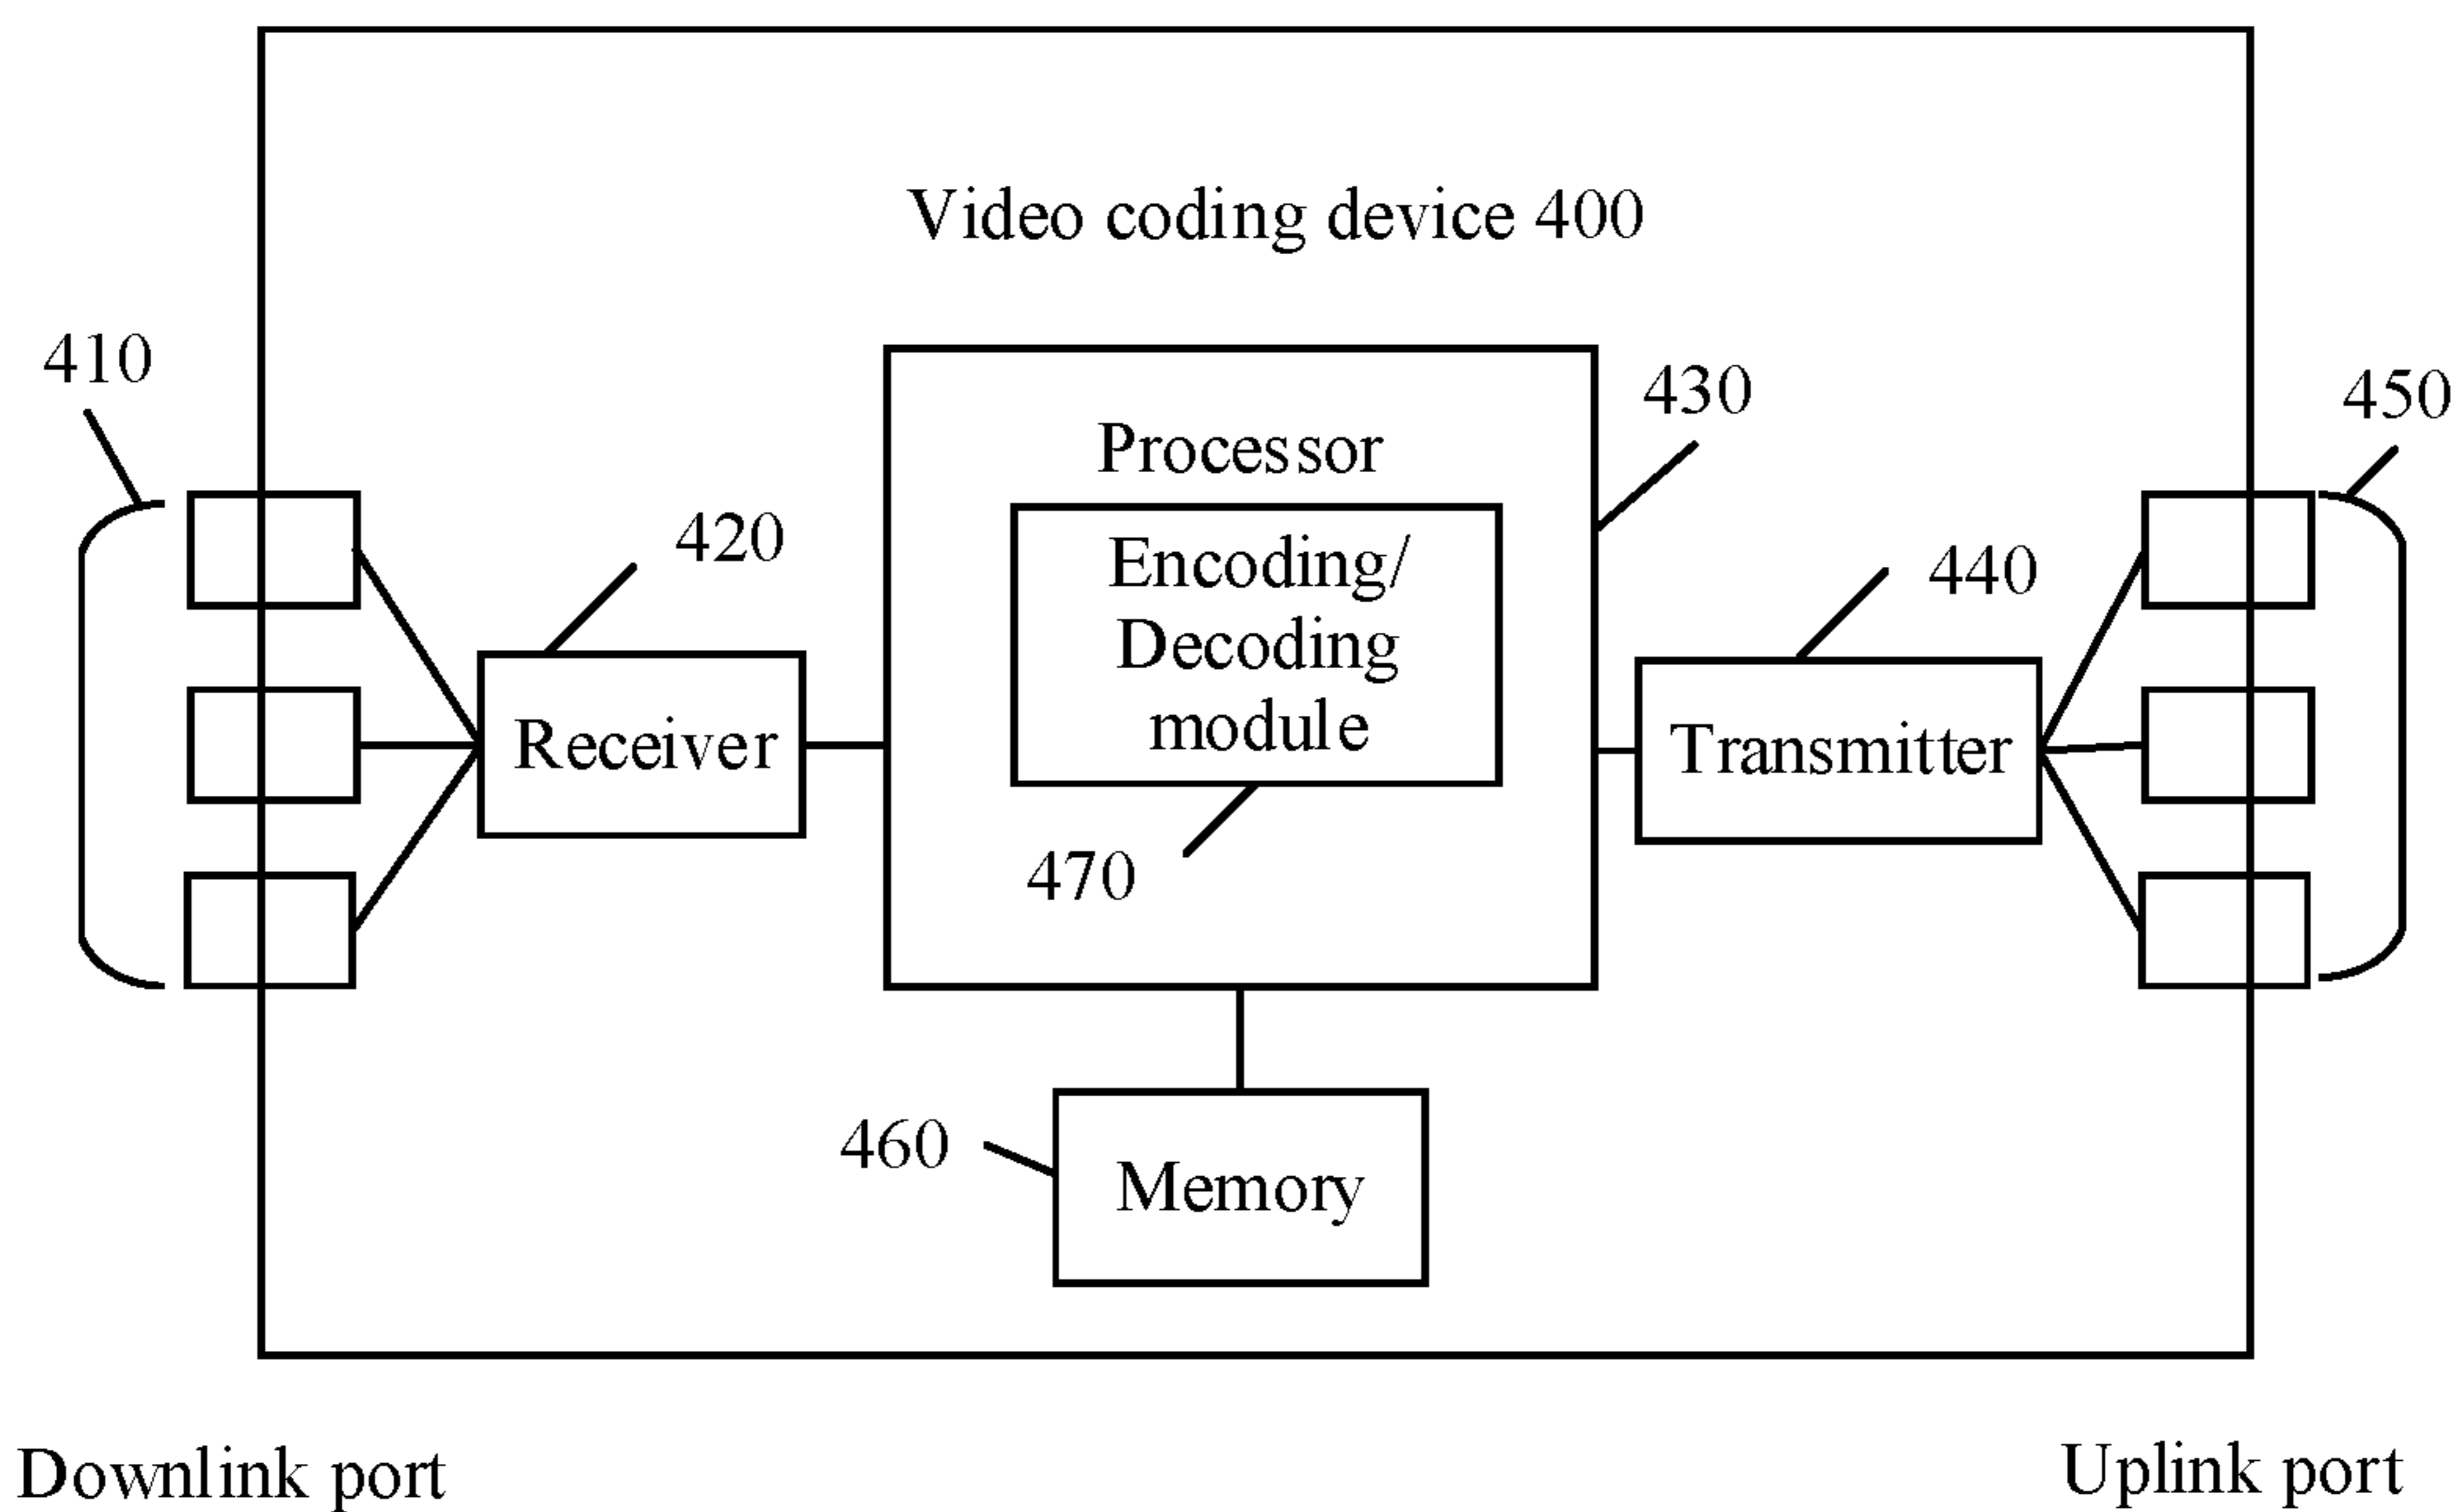 Video coding device 400
410
430
450
Processor
420
Encoding/
Decoding
module
440
Receiver
Transmitter
470
460
Memory
Downlink port
Uplink port